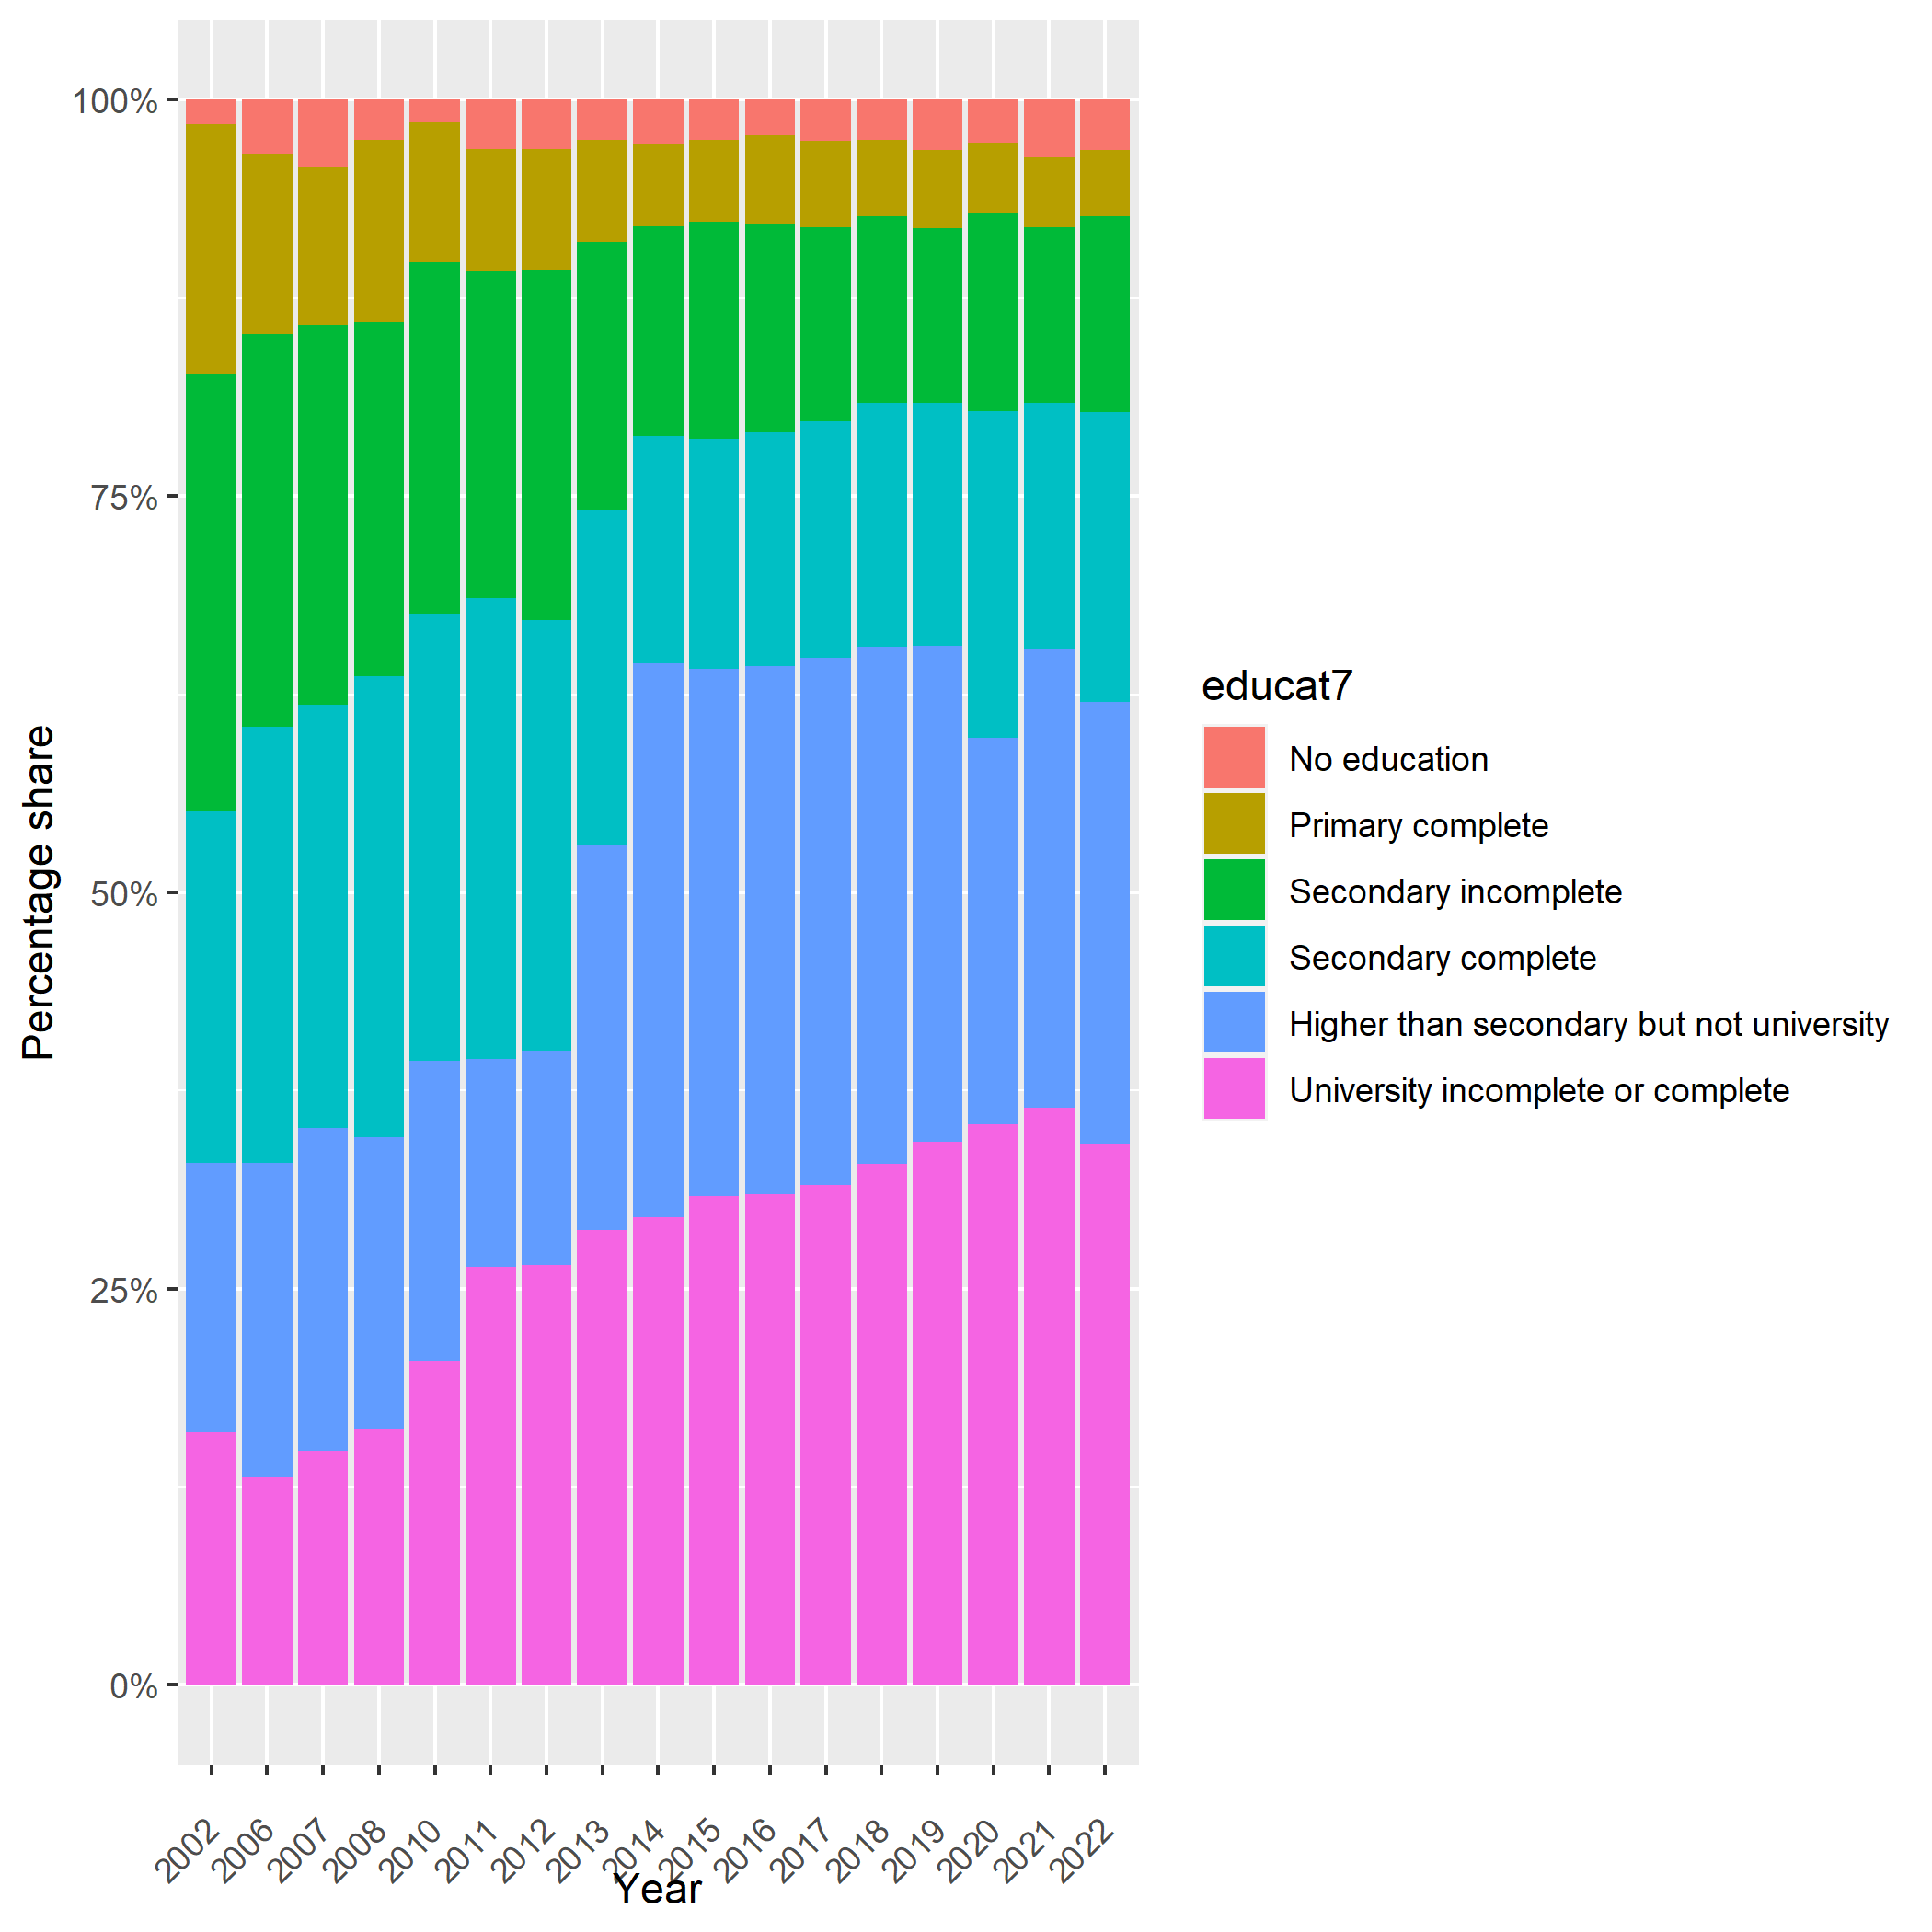 100%
75%
50%
25%
0%
Percentage share
2002
2006
2007
2008
2010
2011
2012
2013
2014
2015
2016
2017
2018
2019
2020
2021
2022
Year
educat7
No education
Primary complete
Secondary incomplete
Secondary complete
Higher than secondary but not university
University incomplete or complete